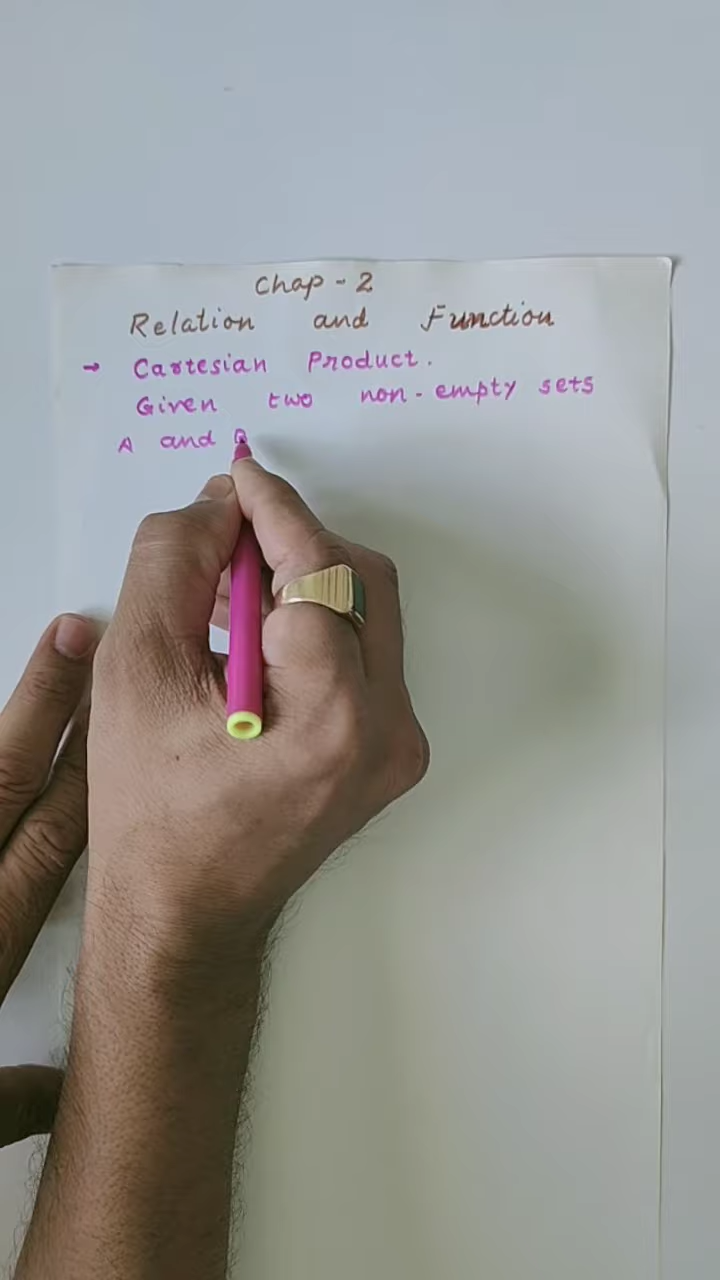 Chap - 2
Relation and Function
→ Cartesian Product.
Given two non-empty sets
A and B